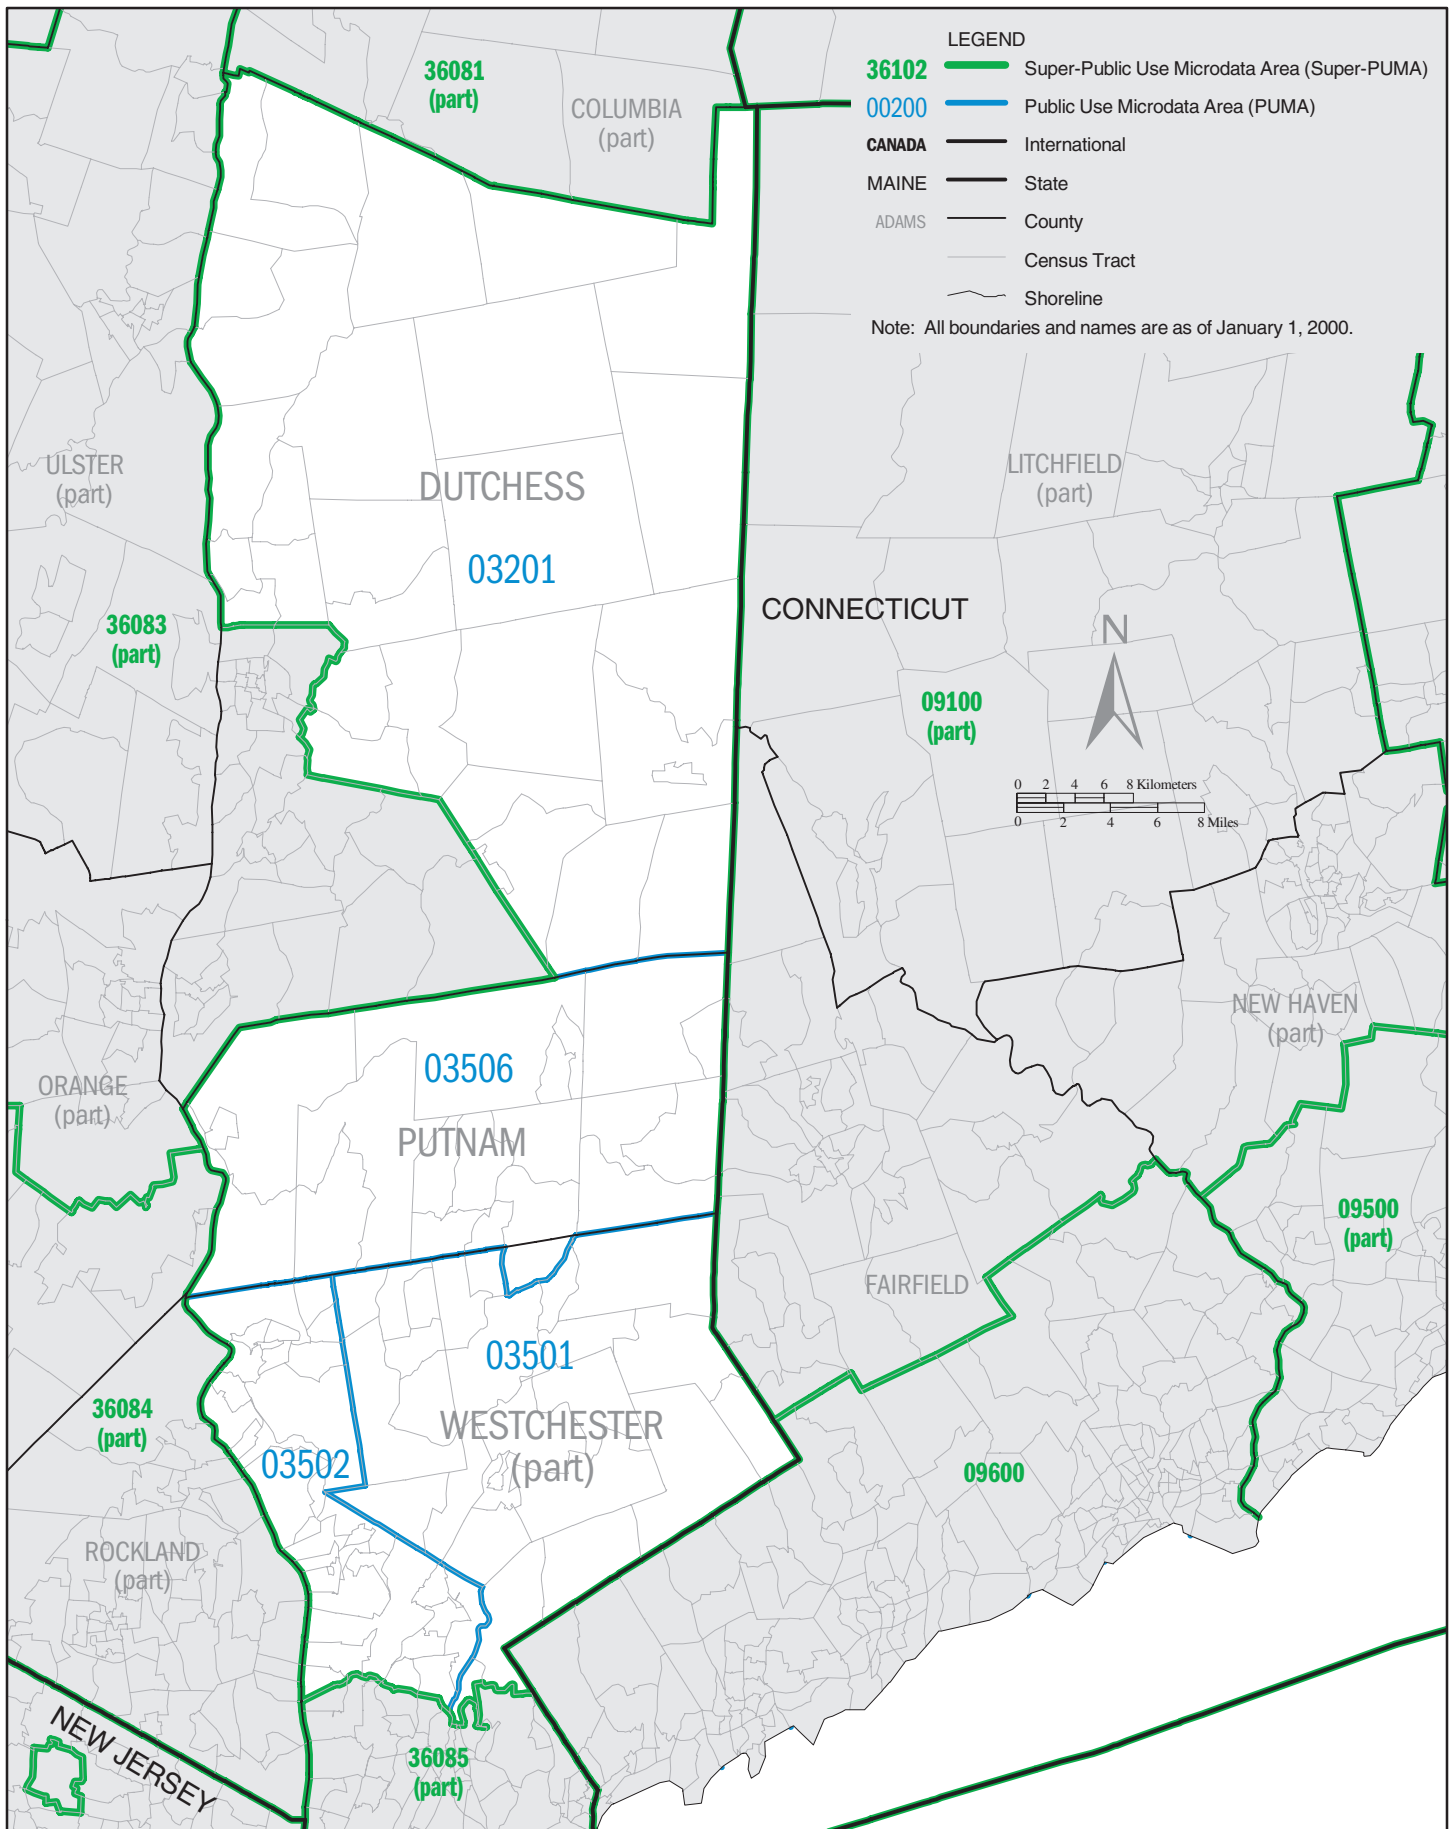 LEGEND
36102 Super-Public Use Microdata Area (Super-PUMA)
00200 Public Use Microdata Area (PUMA)
CANADA International
MAINE State
ADAMS County
Census Tract
Shoreline
Note: All boundaries and names are as of January 1, 2000.
36081
(part)
COLUMBIA
(part)
ULSTER
(part)
DUTCHESS
03201
LITCHFIELD
(part)
36083
(part)
CONNECTICUT
N
09100
(part)
0 2 4 6 8 Kilometers
0 2 4 6 8 Miles
NEW HAVEN
(part)
03506
ORANGE
(part)
PUTNAM
09500
(part)
FAIRFIELD
03501
36084
(part)
WESTCHESTER
(part)
03502
09600
ROCKLAND
(part)
NEW JERSEY
36085
(part)